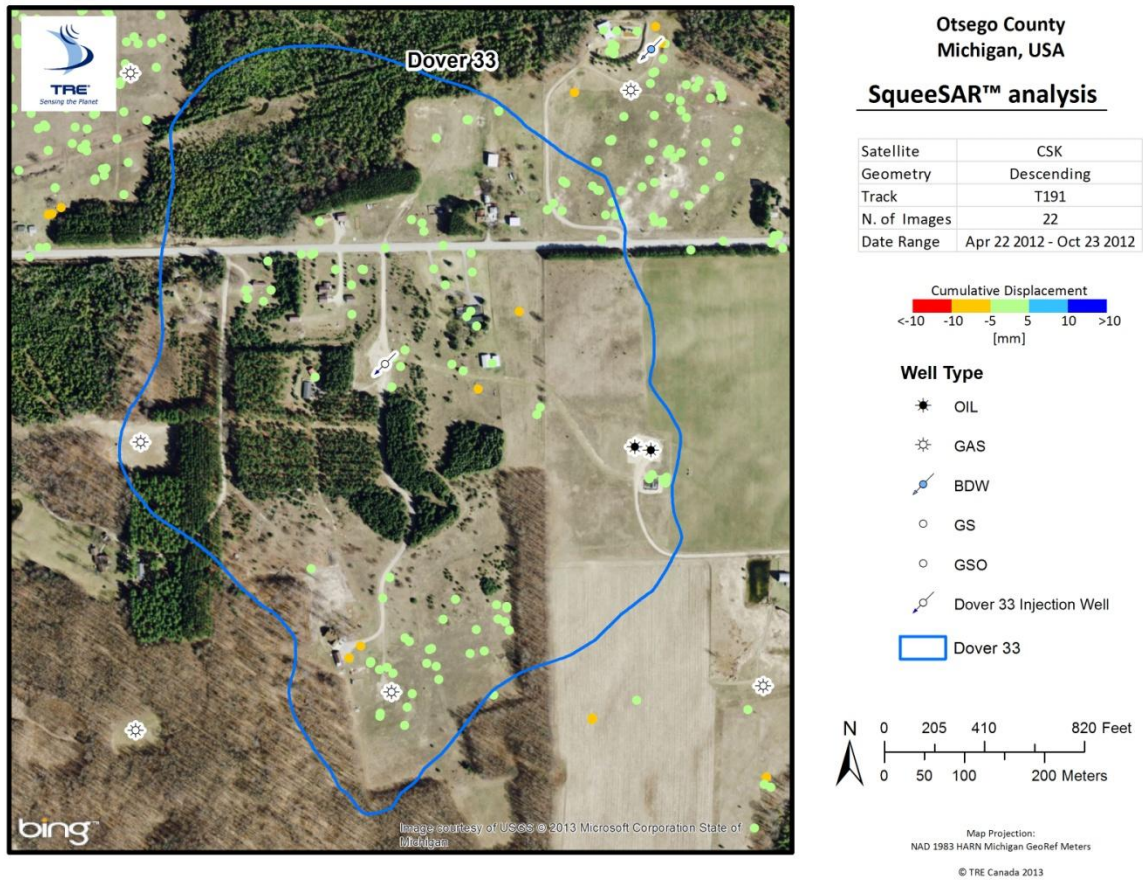 TRE®
Sensing the Planet
Dover 33
bing™
Image courtesy of USGS © 2013 Microsoft Corporation State of
Michigan
Otsego County
Michigan, USA
SqueeSAR™ analysis
Satellite CSK
Geometry Descending
Track T191
N. of Images 22
Date Range Apr 22 2012 - Oct 23 2012
Cumulative Displacement
<-10 -10 -5 5 10 >10
[mm]
Well Type
OIL
GAS
BDW
GS
GSO
Dover 33 Injection Well
Dover 33
N
0 205 410 820 Feet
0 50 100 200 Meters
Map Projection:
NAD 1983 HARN Michigan GeoRef Meters
© TRE Canada 2013